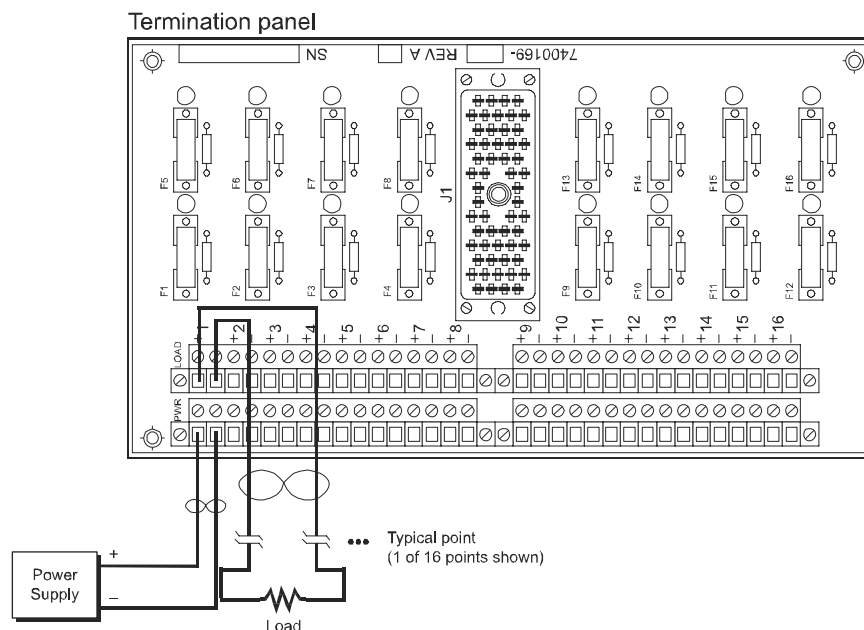 Termination panel
7400169-
REV A
SN
F5
F6
F7
F8
F13
F14
F15
F16
J1
F1
F2
F3
F4
F9
F10
F11
F12
LOAD
+ 1 –
+ 2 –
+ 3 –
+ 4 –
+ 5 –
+ 6 –
+ 7 –
+ 8 –
+ 9 –
+ 10 –
+ 11 –
+ 12 –
+ 13 –
+ 14 –
+ 15 –
+ 16 –
PWR
••• Typical point
(1 of 16 points shown)
+
Power
Supply
–
Load